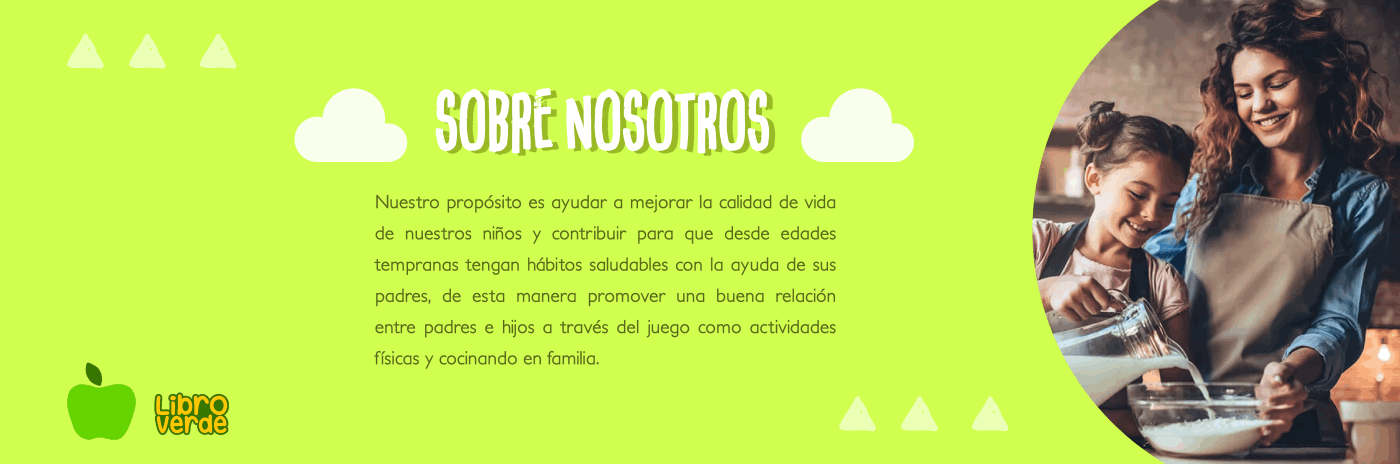 SOBRE NOSOTROS
Nuestro propósito es ayudar a mejorar la calidad de vida
de nuestros niños y contribuir para que desde edades
tempranas tengan hábitos saludables con la ayuda de sus
padres, de esta manera promover una buena relación
entre padres e hijos a través del juego como actividades
físicas y cocinando en familia.
Libro
Verde